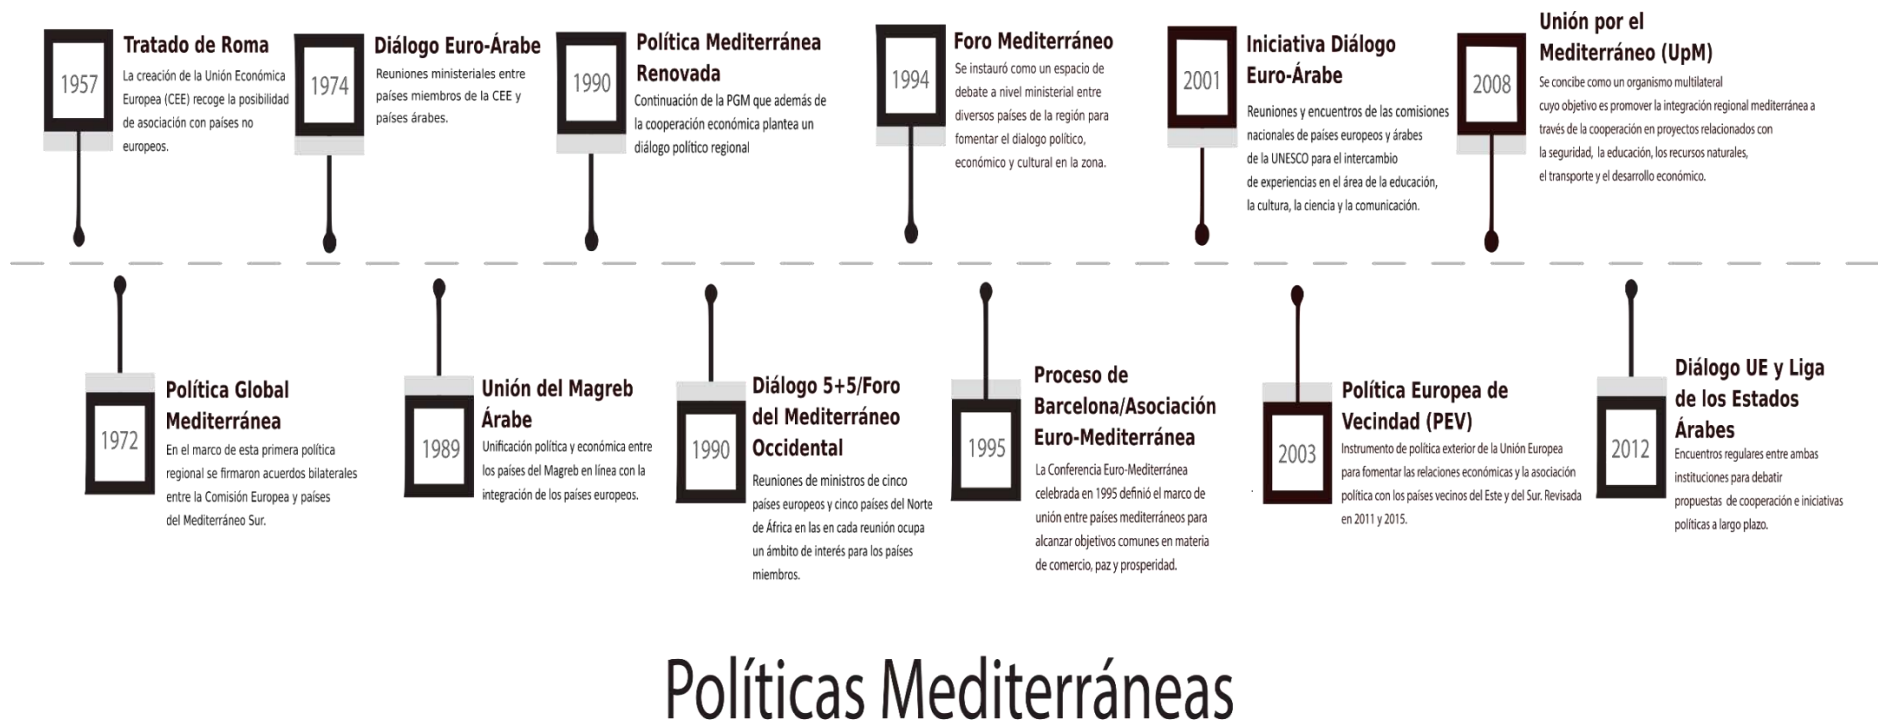 1957
Tratado de Roma
La creación de la Unión Económica
Europea (CEE) recoge la posibilidad
de asociación con países no
europeos.
1974
Diálogo Euro-Árabe
Reuniones ministeriales entre
países miembros de la CEE y
países árabes.
1990
Política Mediterránea
Renovada
Continuación de la PGM que además de
la cooperación económica plantea un
diálogo político regional
1994
Foro Mediterráneo
Se instauró como un espacio de
debate a nivel ministerial entre
diversos países de la región para
fomentar el dialogo político,
económico y cultural en la zona.
2001
Iniciativa Diálogo
Euro-Árabe
Reuniones y encuentros de las comisiones
nacionales de países europeos y árabes
de la UNESCO para el intercambio
de experiencias en el área de la educación,
la cultura, la ciencia y la comunicación.
2008
Unión por el
Mediterráneo (UpM)
Se concibe como un organismo multilateral
cuyo objetivo es promover la integración regional mediterránea a
través de la cooperación en proyectos relacionados con
la seguridad, la educación, los recursos naturales,
el transporte y el desarrollo económico.
1972
Política Global
Mediterránea
En el marco de esta primera política
regional se firmaron acuerdos bilaterales
entre la Comisión Europea y países
del Mediterráneo Sur.
1989
Unión del Magreb
Árabe
Unificación política y económica entre
los países del Magreb en línea con la
integración de los países europeos.
1990
Diálogo 5+5/Foro
del Mediterráneo
Occidental
Reuniones de ministros de cinco
países europeos y cinco países del Norte
de África en las en cada reunión ocupa
un ámbito de interés para los países
miembros.
1995
Proceso de
Barcelona/Asociación
Euro-Mediterránea
La Conferencia Euro-Mediterránea
celebrada en 1995 definió el marco de
unión entre países mediterráneos para
alcanzar objetivos comunes en materia
de comercio, paz y prosperidad.
2003
Política Europea de
Vecindad (PEV)
Instrumento de política exterior de la Unión Europea
para fomentar las relaciones económicas y la asociación
política con los países vecinos del Este y del Sur. Revisada
en 2011 y 2015.
2012
Diálogo UE y Liga
de los Estados
Árabes
Encuentros regulares entre ambas
instituciones para debatir
propuestas de cooperación e iniciativas
políticas a largo plazo.
Políticas Mediterráneas